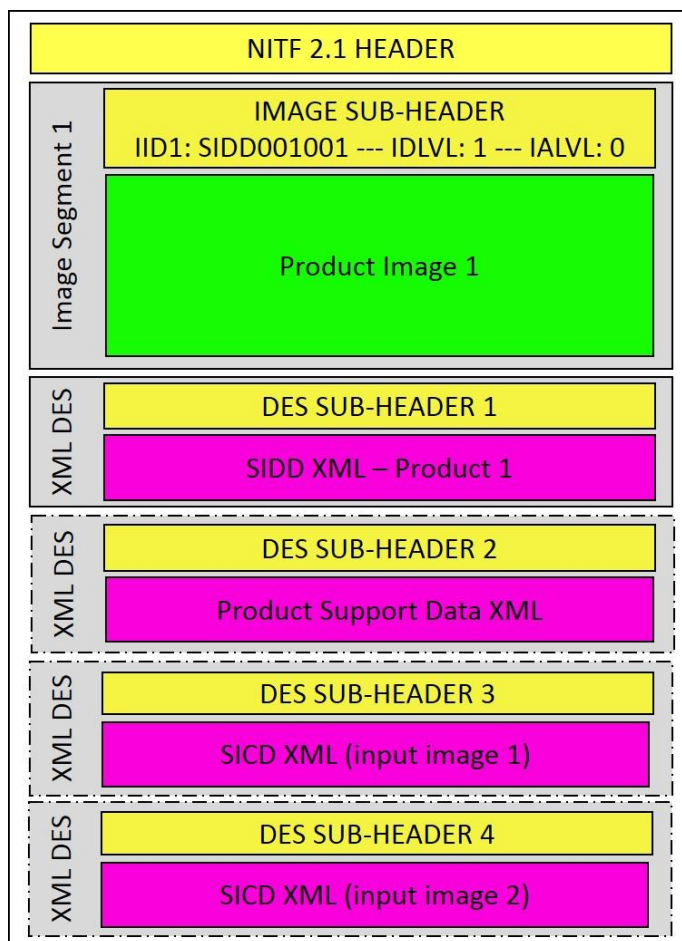 NITF 2.1 HEADER
Image Segment 1
IMAGE SUB-HEADER
IID1: SIDD001001 --- IDLVL: 1 --- IALVL: 0
Product Image 1
XML DES
DES SUB-HEADER 1
SIDD XML – Product 1
XML DES
DES SUB-HEADER 2
Product Support Data XML
XML DES
DES SUB-HEADER 3
SICD XML (input image 1)
XML DES
DES SUB-HEADER 4
SICD XML (input image 2)